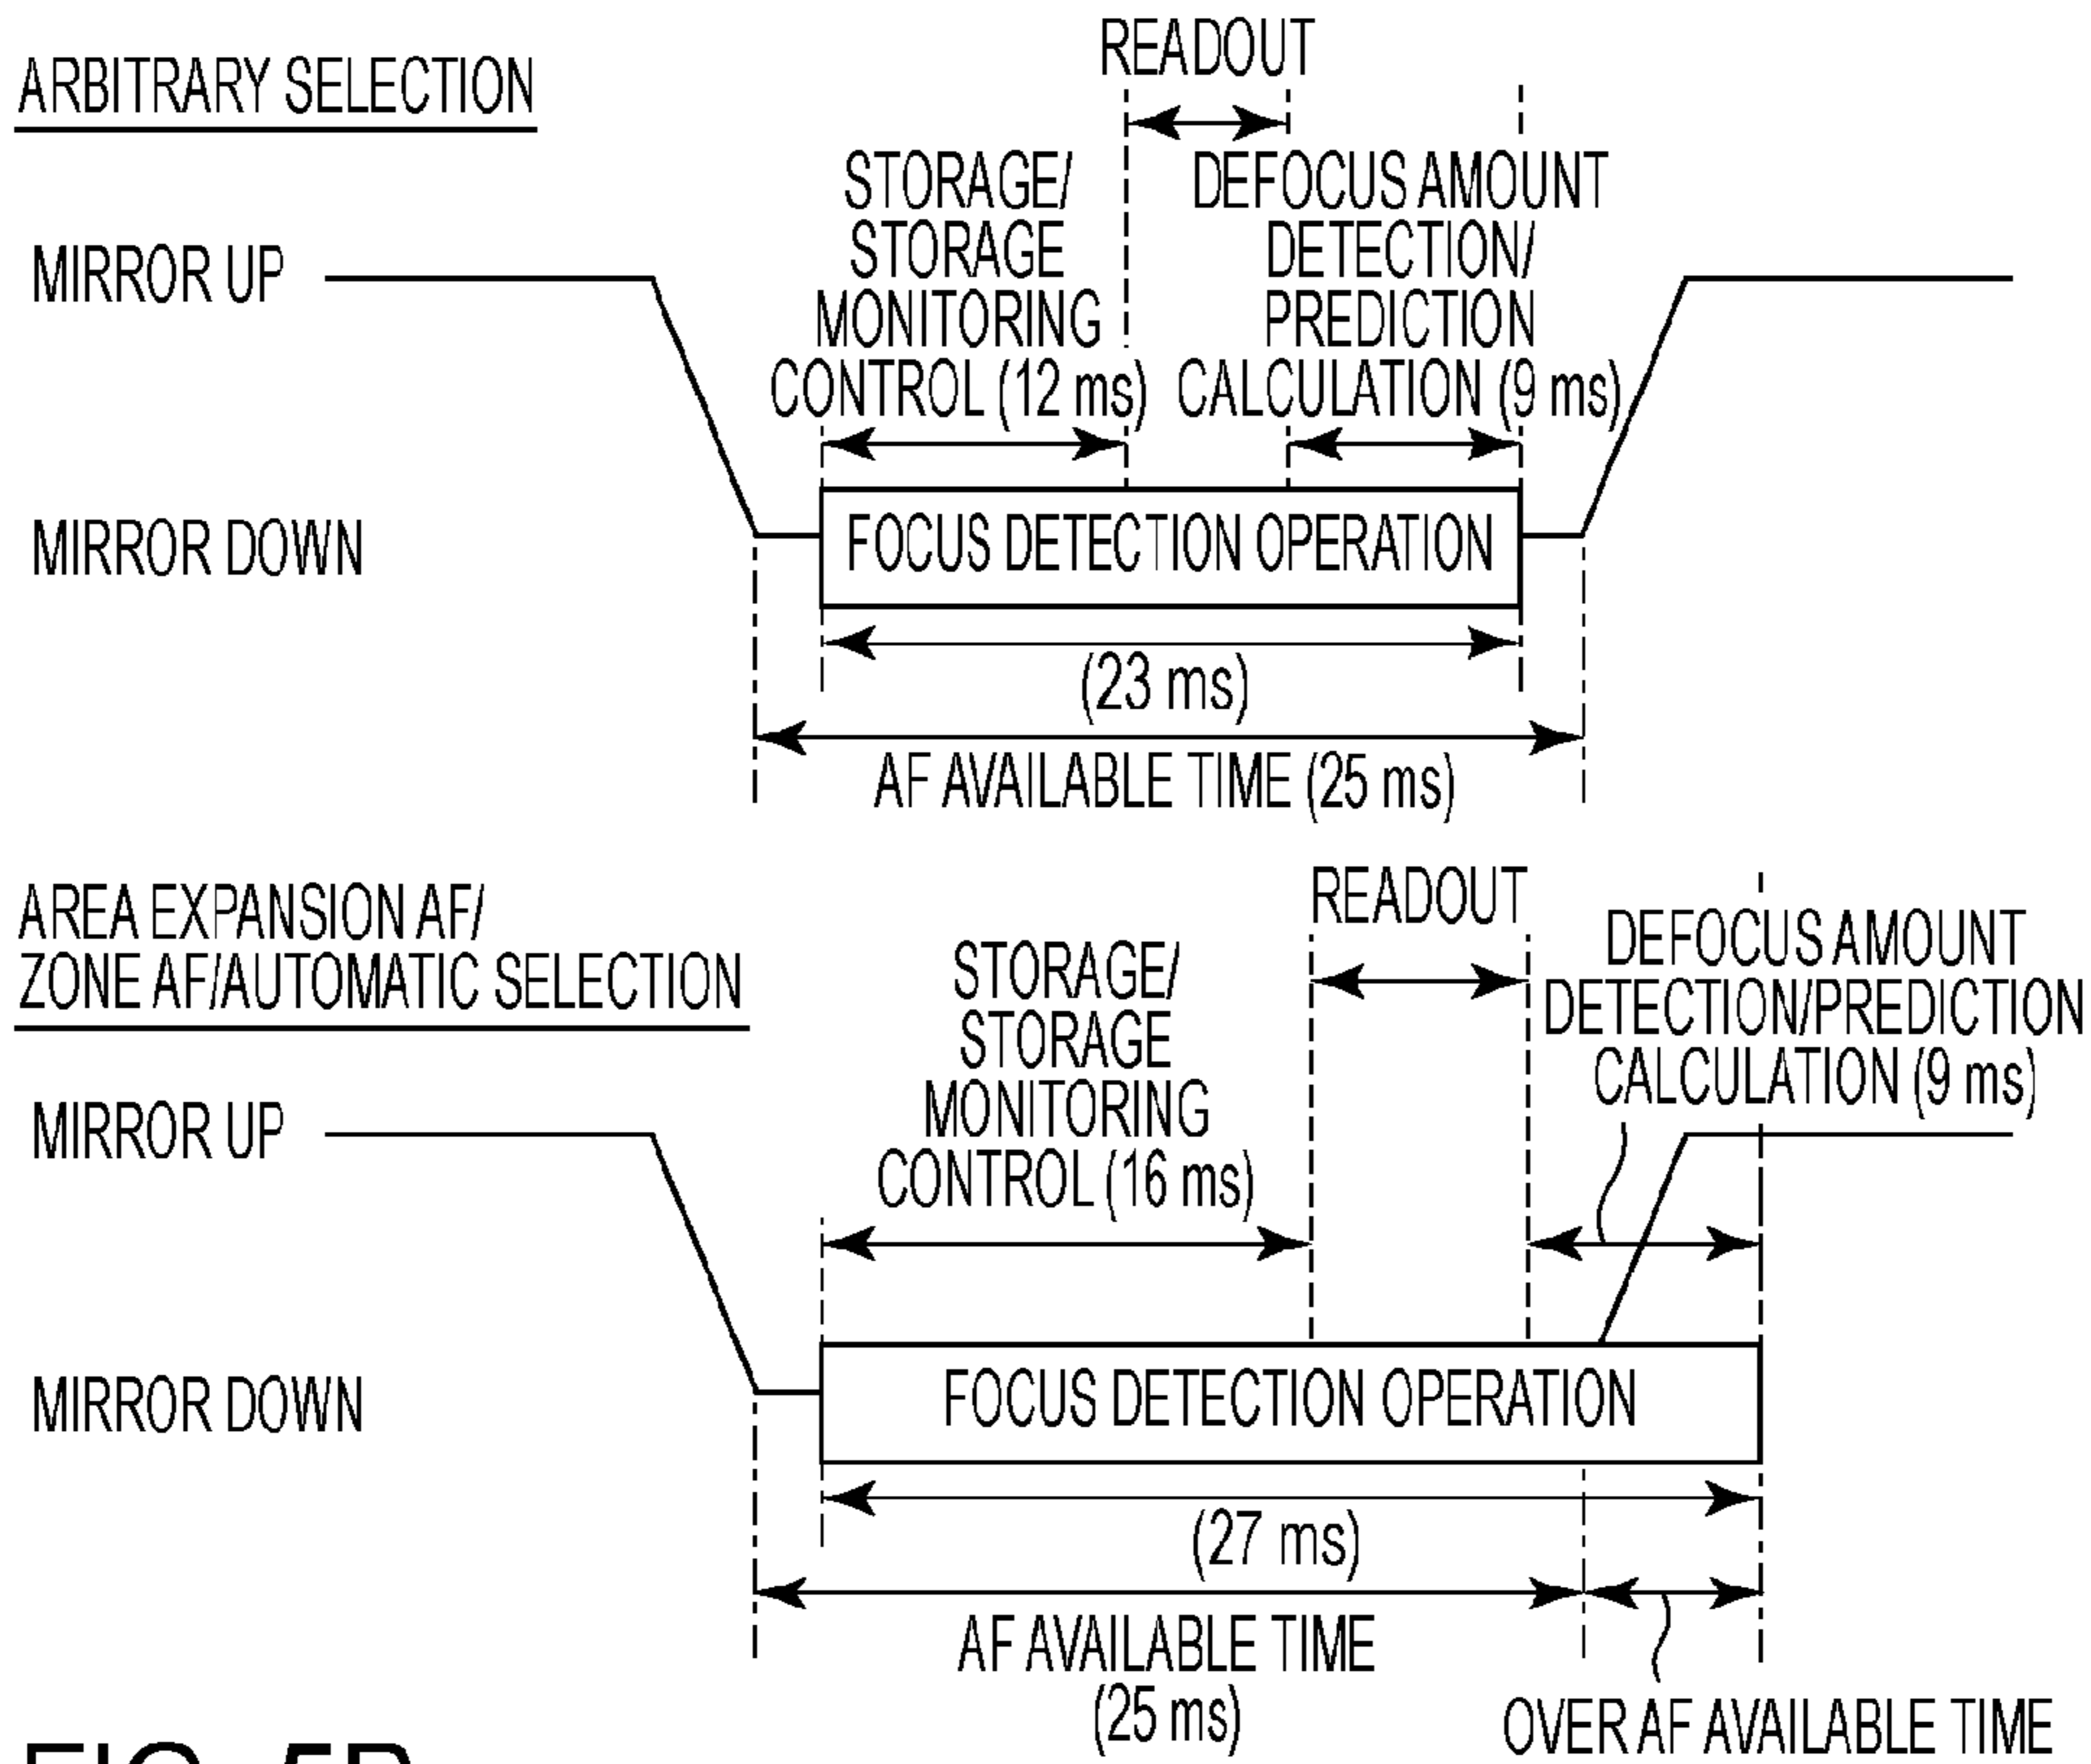 ARBITRARY SELECTION
READOUT
STORAGE/
STORAGE
MONITORING
CONTROL (12 ms)
DEFOCUS AMOUNT
DETECTION/
PREDICTION
CALCULATION (9 ms)
MIRROR UP
MIRROR DOWN
FOCUS DETECTION OPERATION
(23 ms)
AF AVAILABLE TIME (25 ms)
AREA EXPANSION AF/
ZONE AF/AUTOMATIC SELECTION
READOUT
STORAGE/
STORAGE
MONITORING
CONTROL (16 ms)
DEFOCUS AMOUNT
DETECTION/PREDICTION
CALCULATION (9 ms)
MIRROR UP
MIRROR DOWN
FOCUS DETECTION OPERATION
(27 ms)
AF AVAILABLE TIME
(25 ms)
OVER AF AVAILABLE TIME